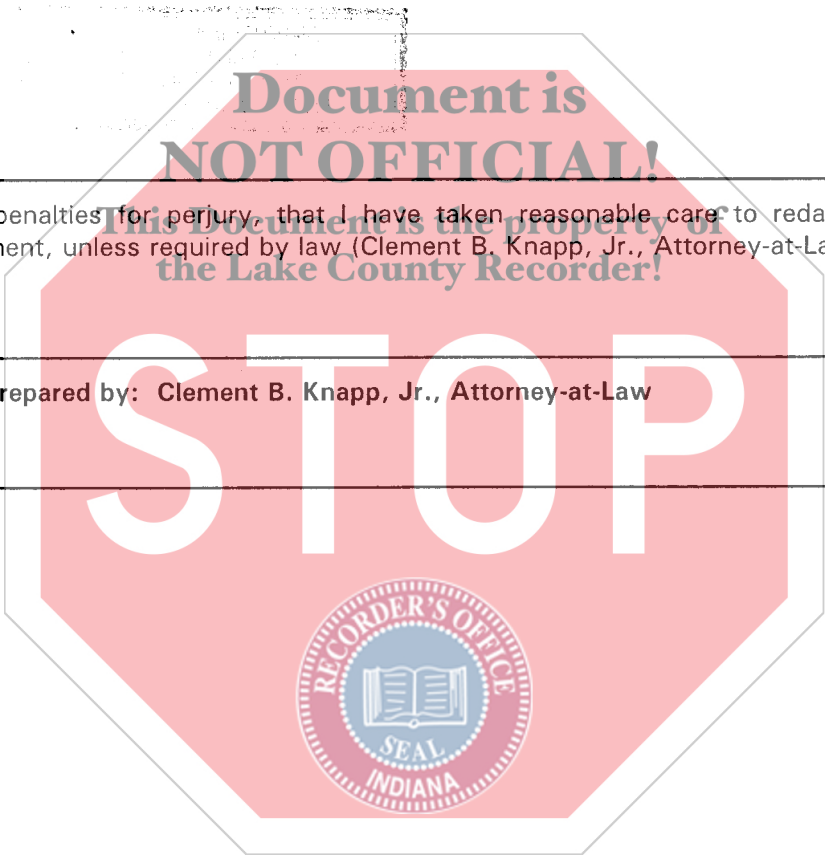 Document is
NOT OFFICIAL!
penalties for perjury, that I have taken reasonable care to reda
This Document is the property of
ment, unless required by law (Clement B. Knapp, Jr., Attorney-at-La
the Lake County Recorder!
repared by: Clement B. Knapp, Jr., Attorney-at-Law
STOP
RECORDER'S OFFICE
SEAL
INDIANA